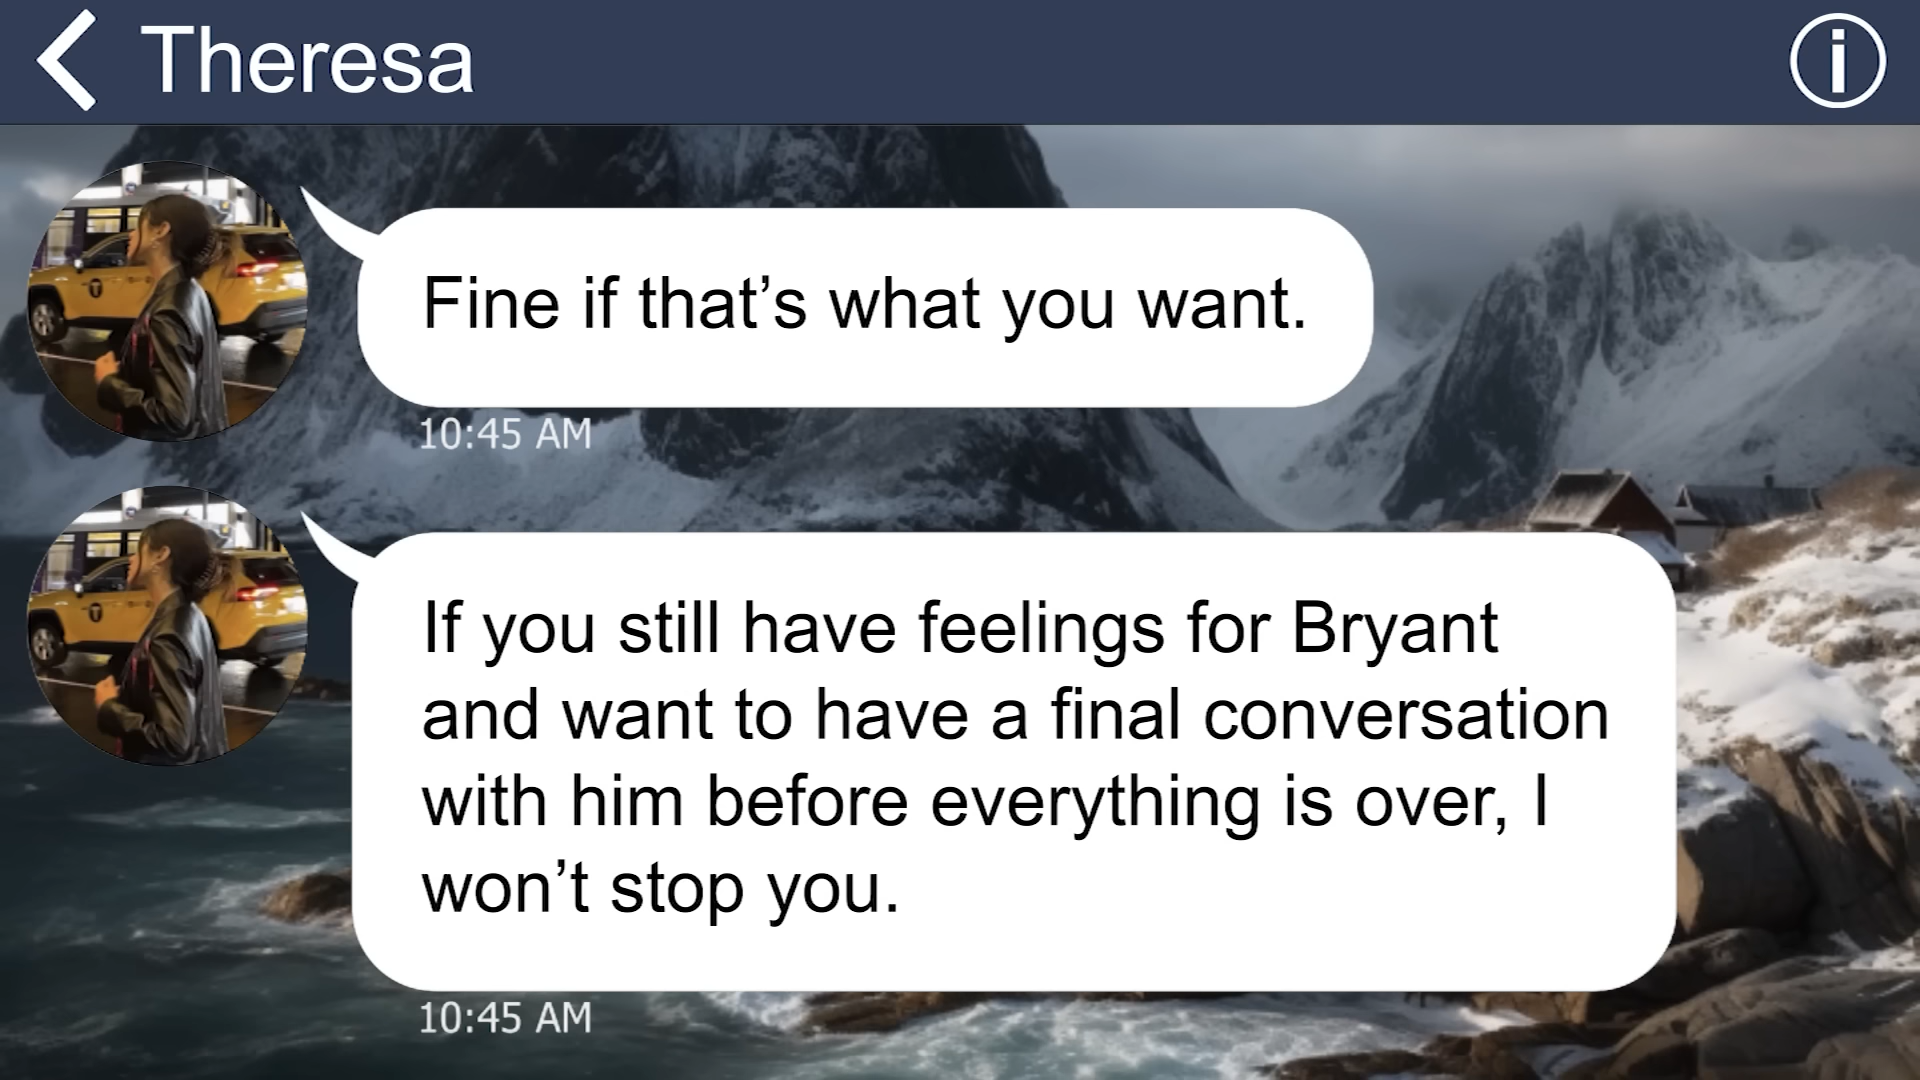 Theresa
Fine if that’s what you want.
10:45 AM
If you still have feelings for Bryant
and want to have a final conversation
with him before everything is over, I
won’t stop you.
10:45 AM